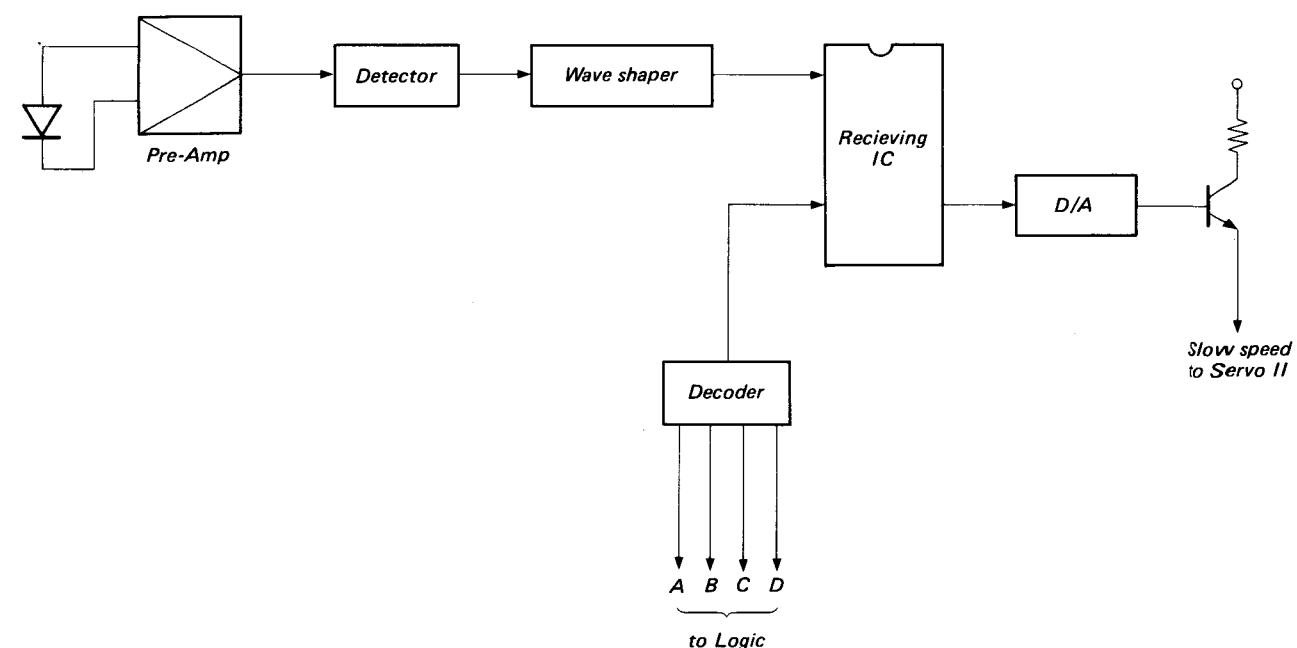 Pre-Amp
Detector
Wave shaper
Recieving
IC
D/A
Slow speed
to Servo II
Decoder
A B C D
to Logic